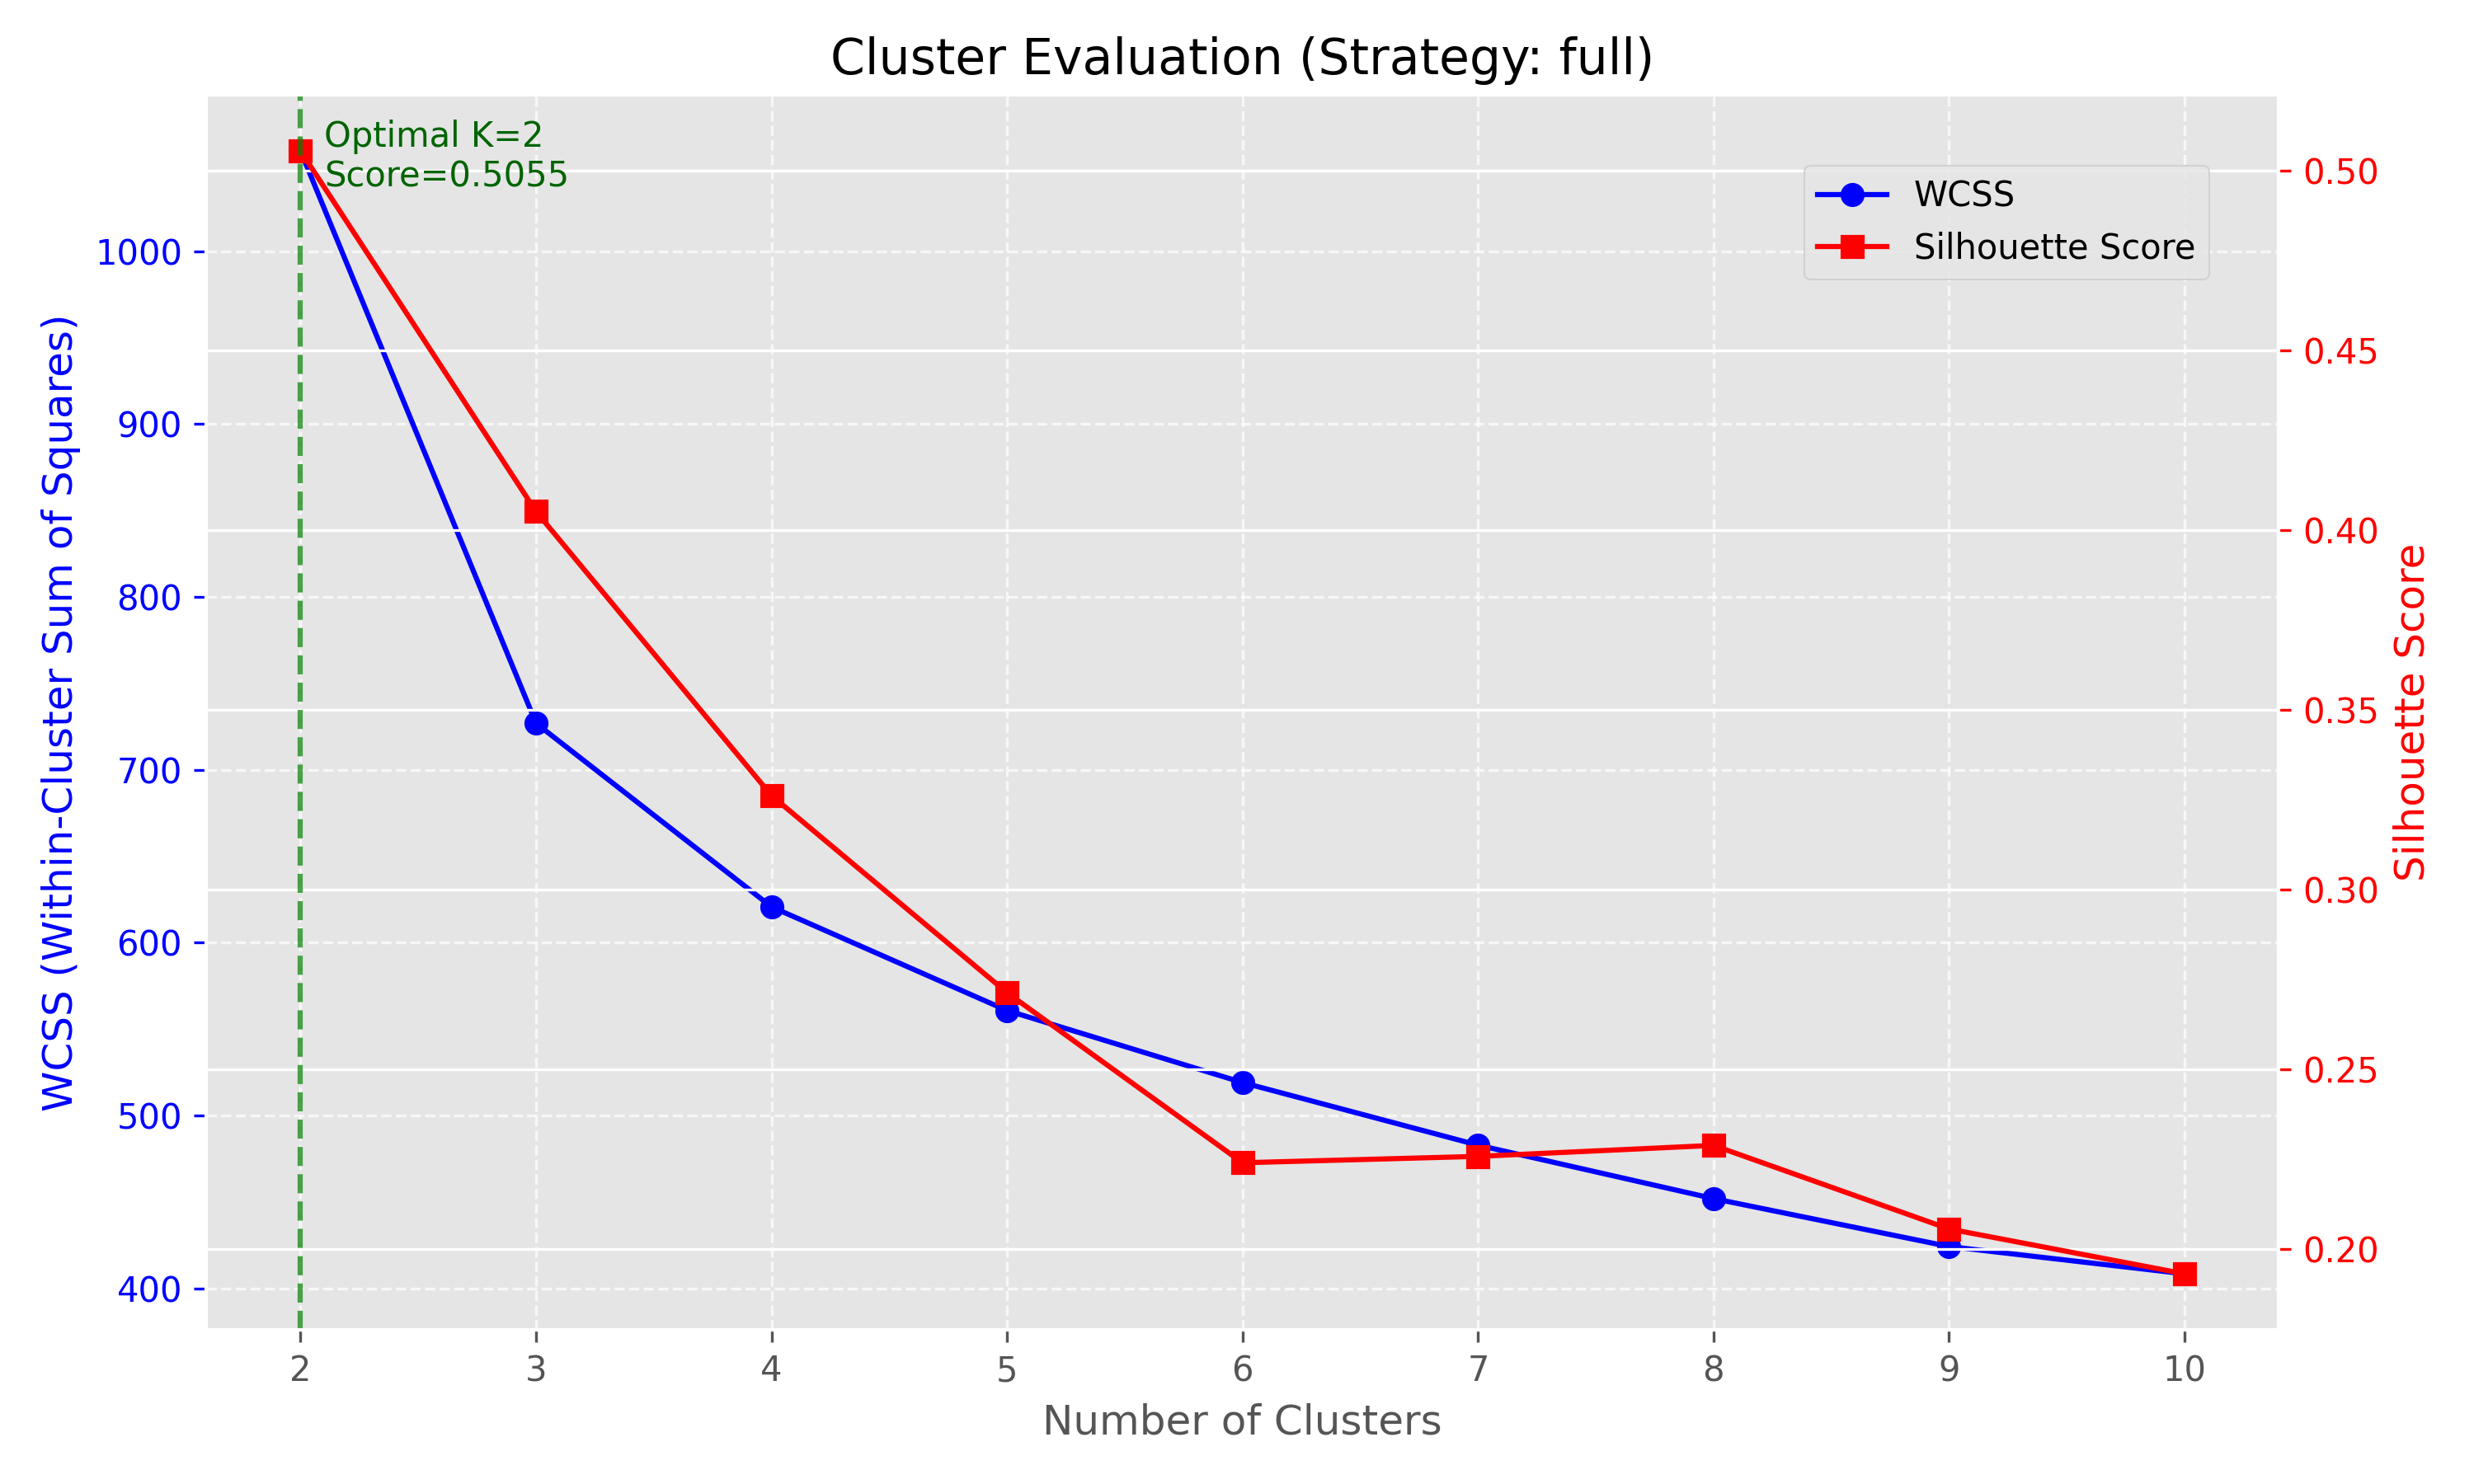 Cluster Evaluation (Strategy: full)
Optimal K=2
Score=0.5055
WCSS
Silhouette Score
WCSS (Within-Cluster Sum of Squares)
1000
900
800
700
600
500
400
0.50
0.45
0.40
0.35
0.30
0.25
0.20
Silhouette Score
2 3 4 5 6 7 8 9 10
Number of Clusters